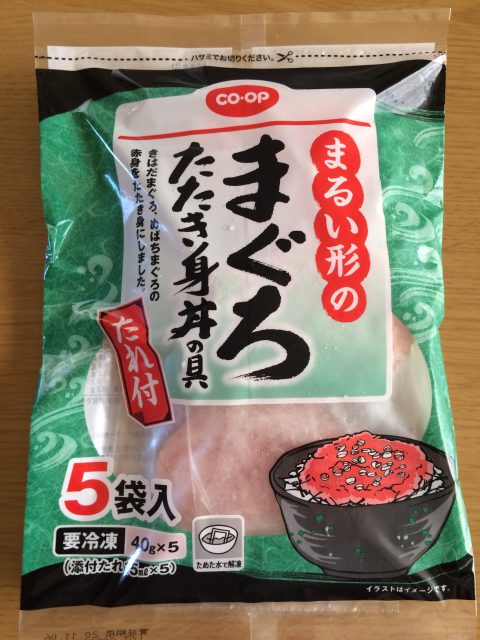 ハサミでお切りください。
CO·OP
まるい形の
まぐろ
たたき身丼の具
きはだまぐろ、めばちまぐろの
赤身をたたき身にしました。
たれ付
5袋入
要冷凍 40g×5
(添付たれ 5mℓ×5)
ためた水で解凍
イラストはイメージです。